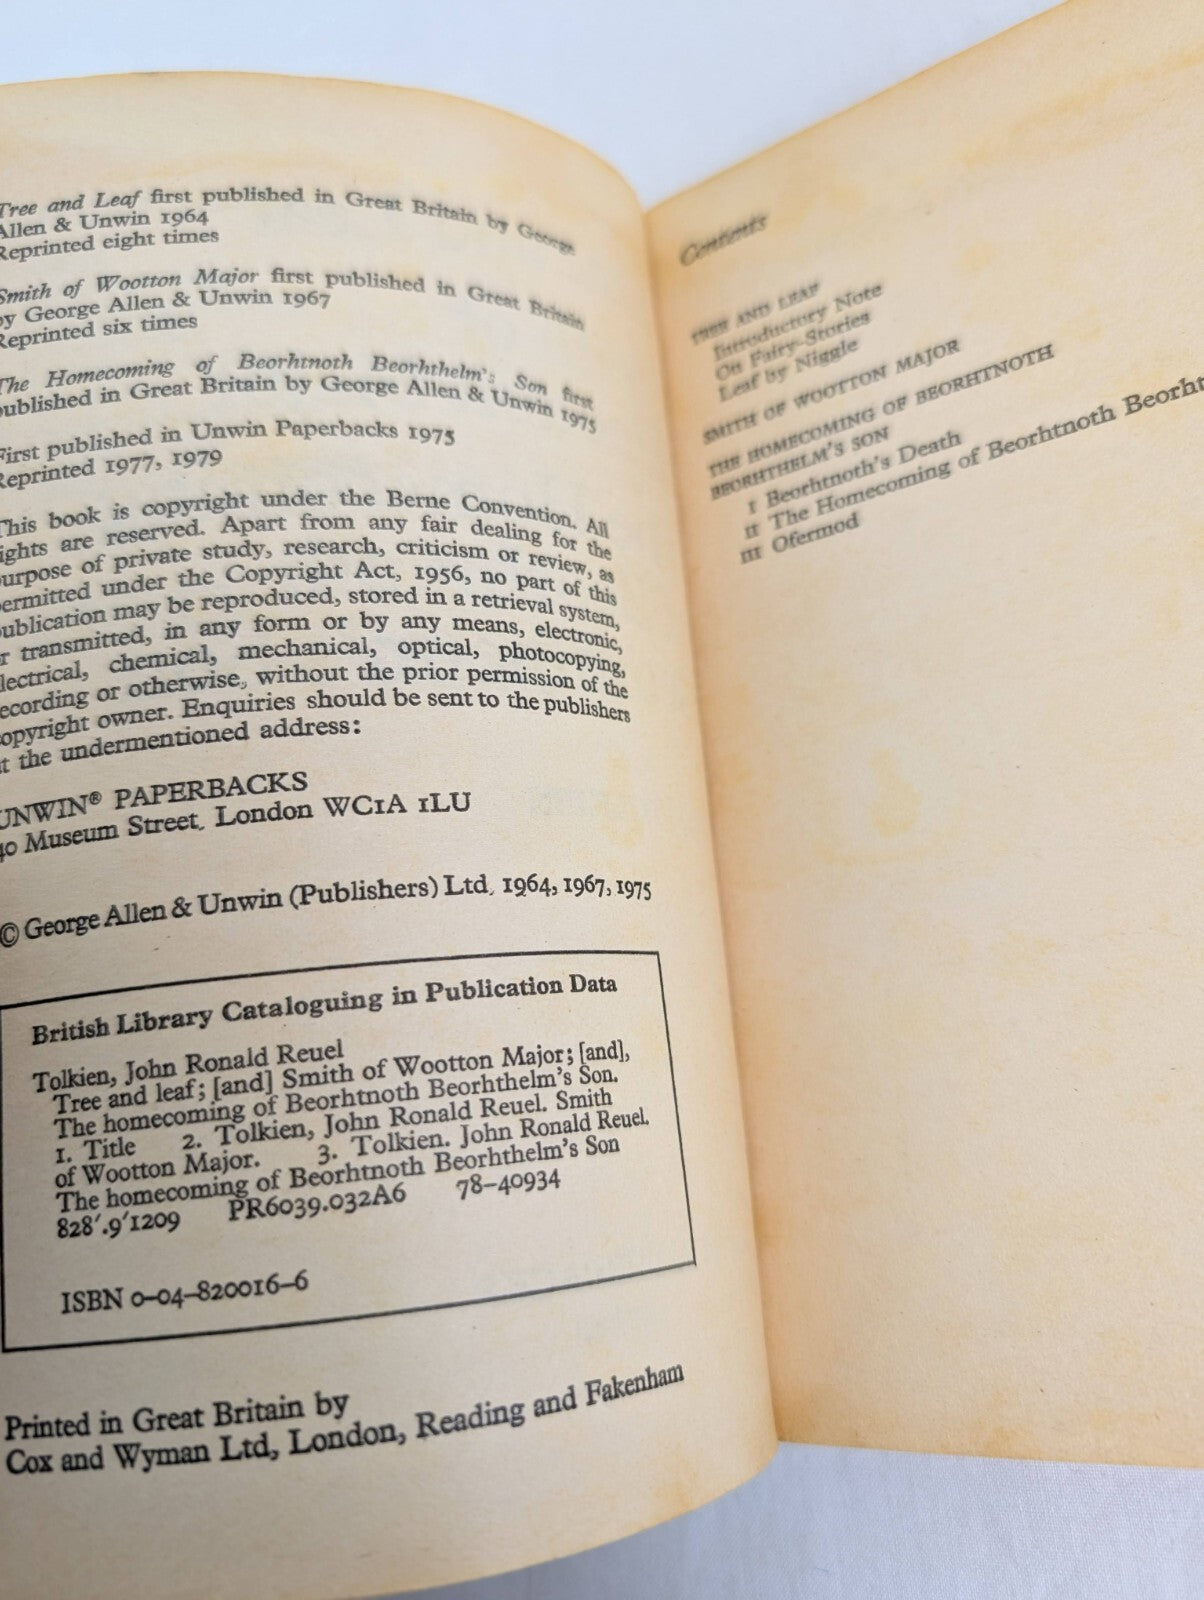 Tree and Leaf first published in Great Britain by George
Allen & Unwin 1964
Reprinted eight times
Smith of Wootton Major first published in Great Britain
by George Allen & Unwin 1967
Reprinted six times
The Homecoming of Beorhtnoth Beorhthelm's Son first
published in Great Britain by George Allen & Unwin 1975
First published in Unwin Paperbacks 1975
Reprinted 1977, 1979
This book is copyright under the Berne Convention. All
rights are reserved. Apart from any fair dealing for the
purpose of private study, research, criticism or review, as
permitted under the Copyright Act, 1956, no part of this
publication may be reproduced, stored in a retrieval system,
or transmitted, in any form or by any means, electronic,
electrical, chemical, mechanical, optical, photocopying,
recording or otherwise, without the prior permission of the
copyright owner. Enquiries should be sent to the publishers
at the undermentioned address:
UNWIN® PAPERBACKS
40 Museum Street, London WC1A 1LU
© George Allen & Unwin (Publishers) Ltd, 1964, 1967, 1975
British Library Cataloguing in Publication Data
Tolkien, John Ronald Reuel
Tree and leaf; [and] Smith of Wootton Major; [and],
The homecoming of Beorhtnoth Beorhthelm's Son.
1. Title 2. Tolkien, John Ronald Reuel. Smith
of Wootton Major. 3. Tolkien. John Ronald Reuel.
The homecoming of Beorhtnoth Beorhthelm's Son
828'.9'1209 PR6039.032A6 78-40934
ISBN 0-04-820016-6
Printed in Great Britain by
Cox and Wyman Ltd, London, Reading and Fakenham
Contents
TREE AND LEAF
Introductory Note
On Fairy-Stories
Leaf by Niggle
SMITH OF WOOTTON MAJOR
THE HOMECOMING OF BEORHTNOTH
BEORHTHELM'S SON
I Beorhtnoth's Death
II The Homecoming of Beorhtnoth Beorht
III Ofermod